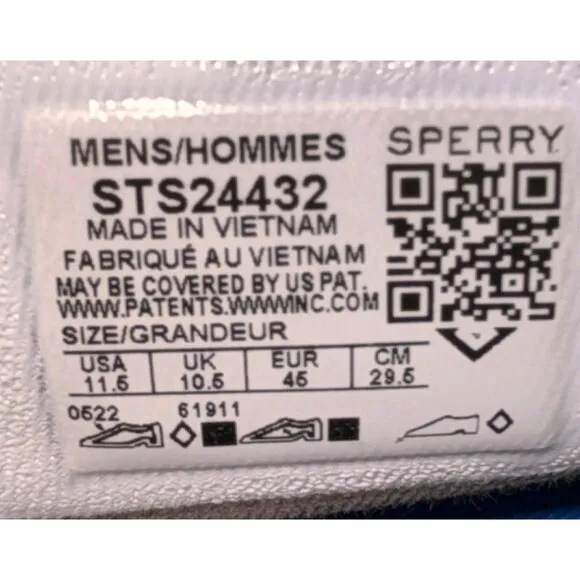 SPERRY
MENS/HOMMES
STS24432
MADE IN VIETNAM
FABRIQUÉ AU VIETNAM
MAY BE COVERED BY US PAT.
WWW.PATENTS.WWWINC.COM
SIZE/GRANDEUR
USA UK EUR CM
11.5 10.5 45 29.5
0522 61911